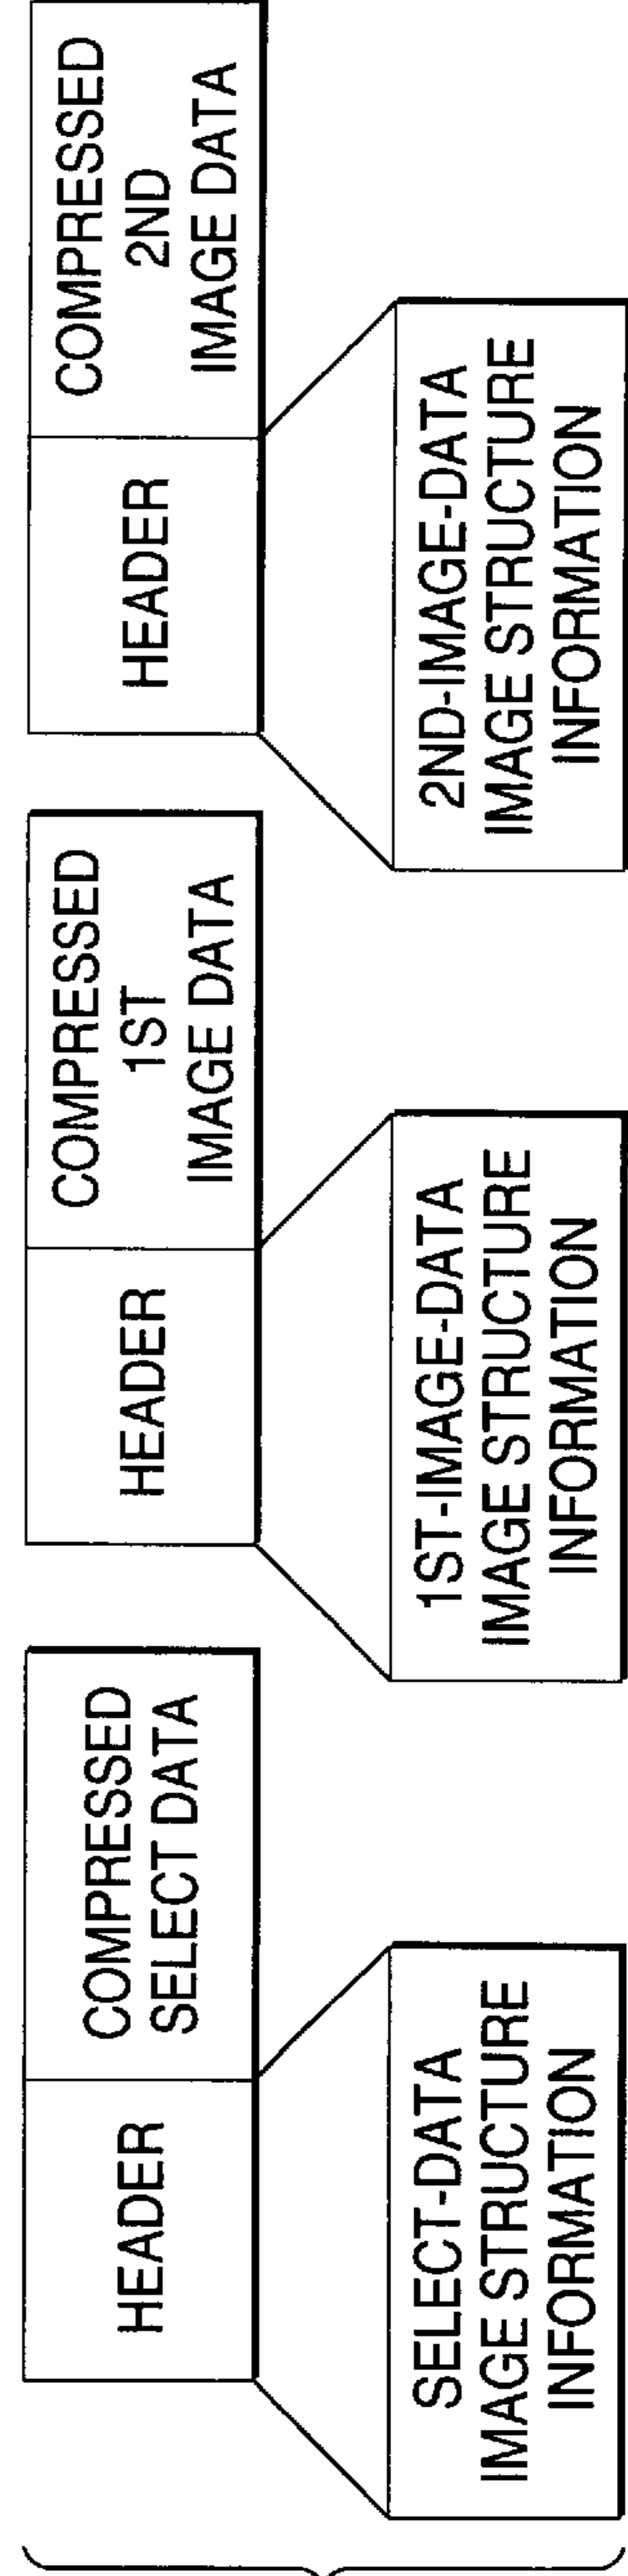 HEADER
COMPRESSED
SELECT DATA
SELECT-DATA
IMAGE STRUCTURE
INFORMATION
HEADER
COMPRESSED
1ST
IMAGE DATA
1ST-IMAGE-DATA
IMAGE STRUCTURE
INFORMATION
HEADER
COMPRESSED
2ND
IMAGE DATA
2ND-IMAGE-DATA
IMAGE STRUCTURE
INFORMATION